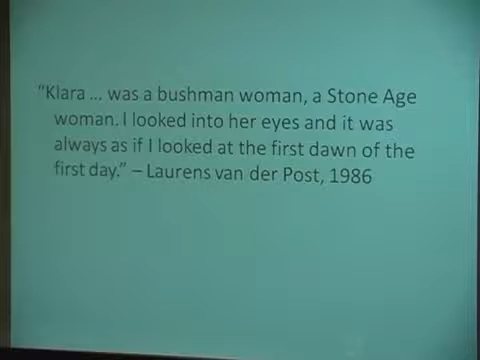 “Klara ... was a bushman woman, a Stone Age
woman. I looked into her eyes and it was
always as if I looked at the first dawn of the
first day.” – Laurens van der Post, 1986